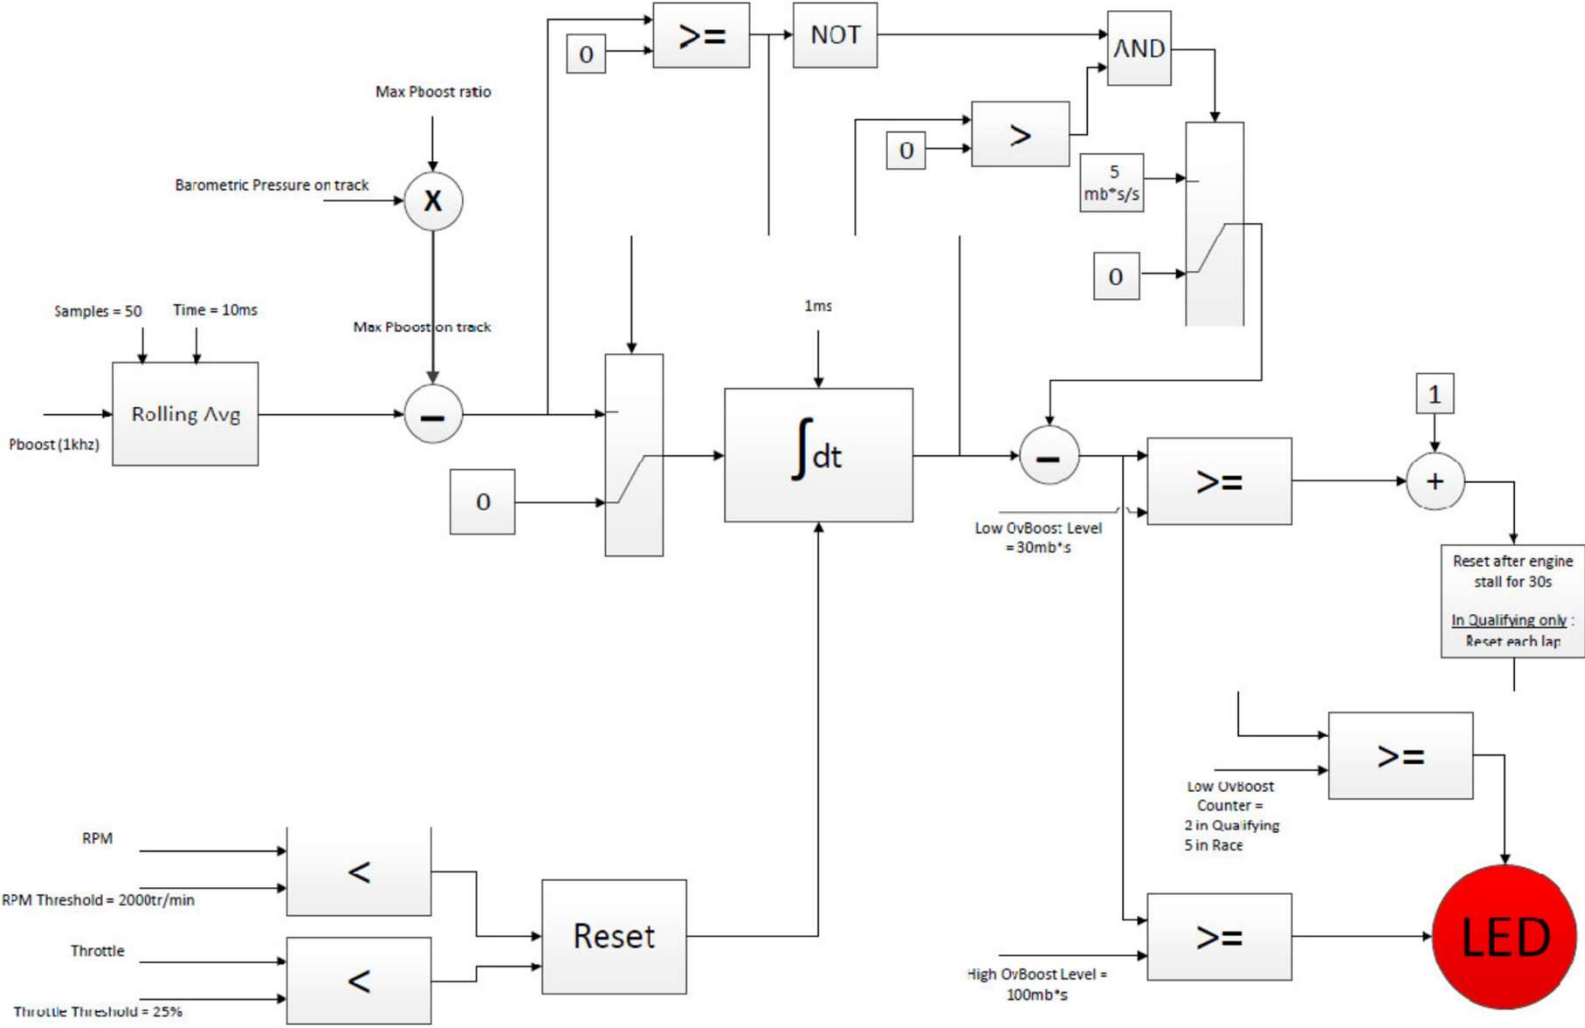 >=
NOT
AND
0
Max Pboost ratio
>
0
5
mb*s/s
Barometric Pressure on track
X
0
Samples = 50
Time = 10ms
1ms
Max Pboost on track
Rolling Avg
−
Pboost (1khz)
0
∫dt
−
>=
1
+
Low OvBoost Level
= 30mb*s
Reset after engine
stall for 30s
In Qualifying only :
Reset each lap
>=
Low OvBoost
Counter =
2 in Qualifying
5 in Race
RPM
<
RPM Threshold = 2000tr/min
Reset
Throttle
<
Throttle Threshold = 25%
>=
LED
High OvBoost Level =
100mb*s